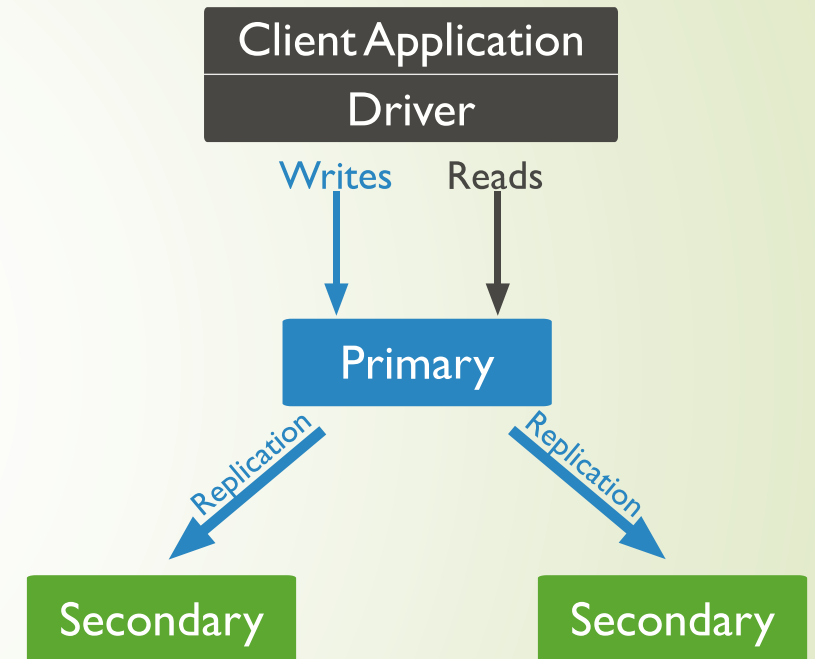 Client Application
Driver
Writes Reads
Primary
Replication Replication
Secondary Secondary